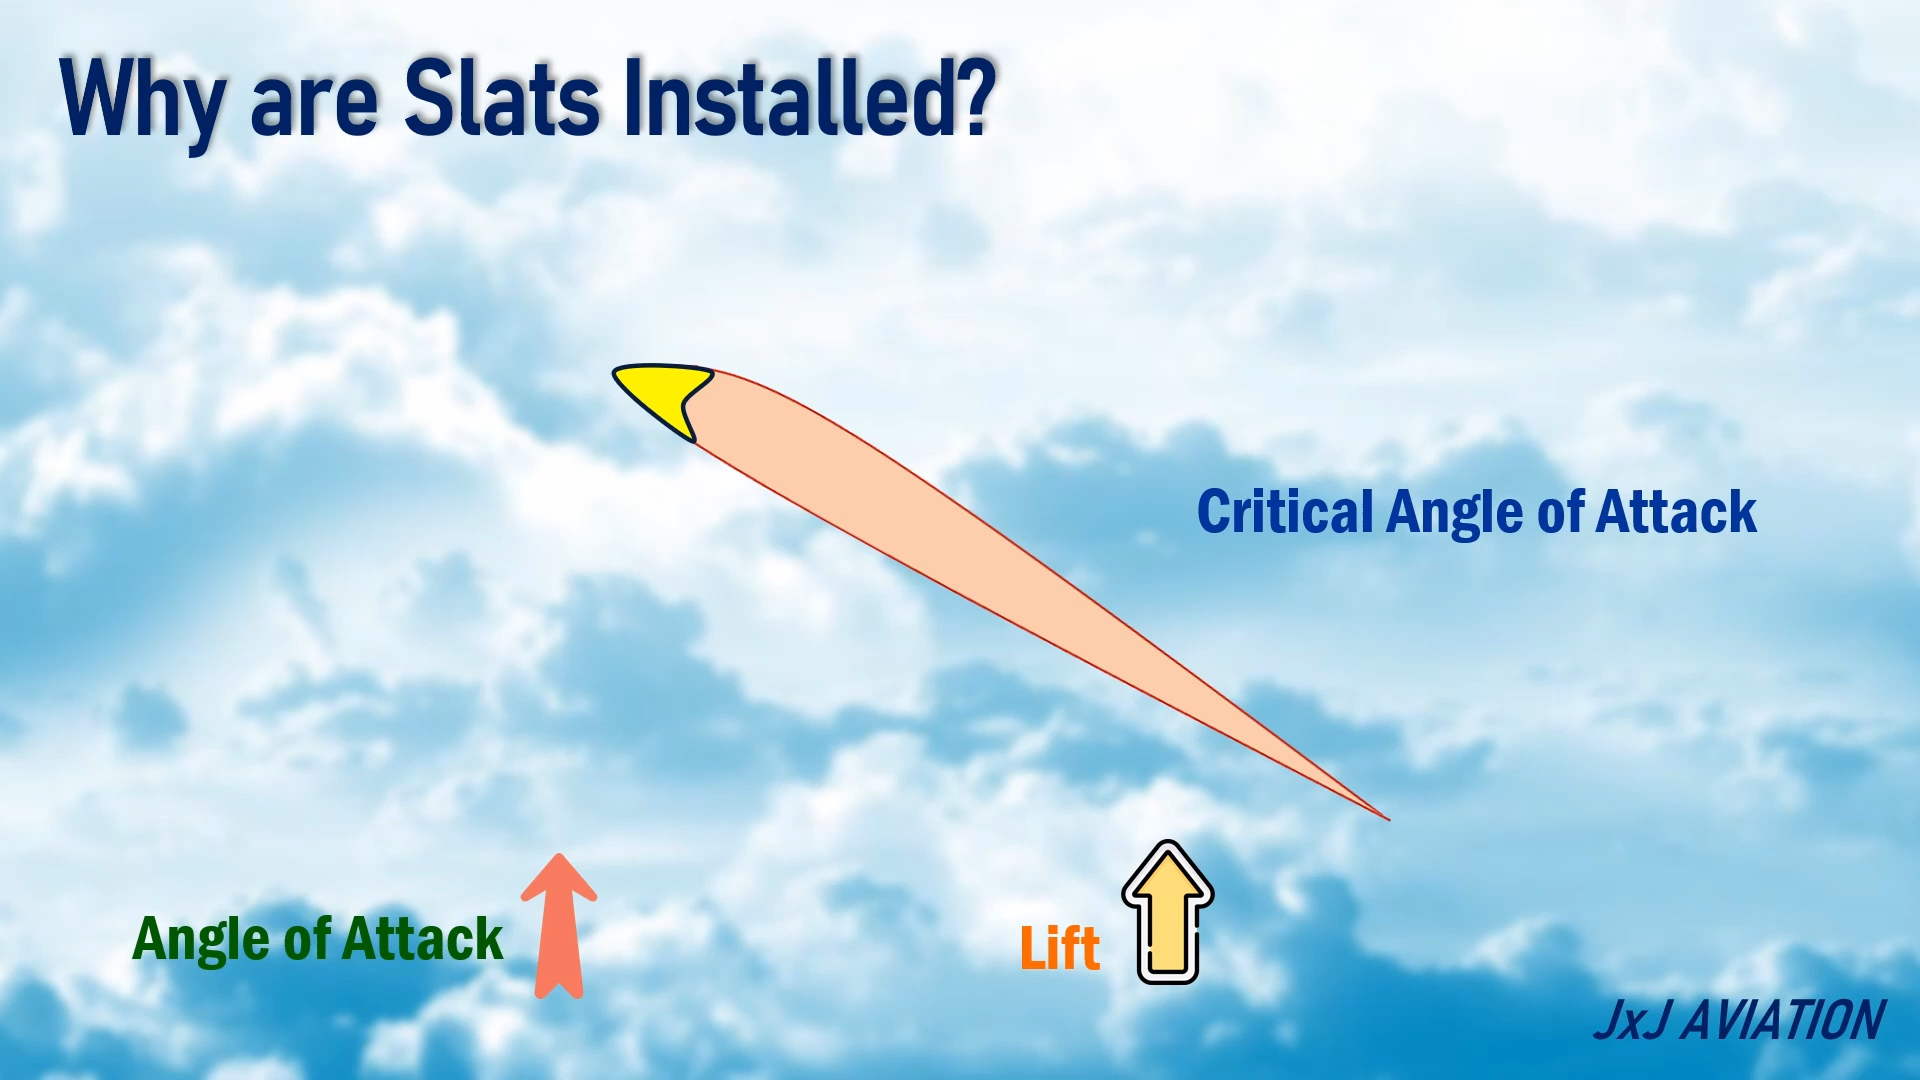 Why are Slats Installed?
Critical Angle of Attack
Angle of Attack
Lift
JxJ AVIATION